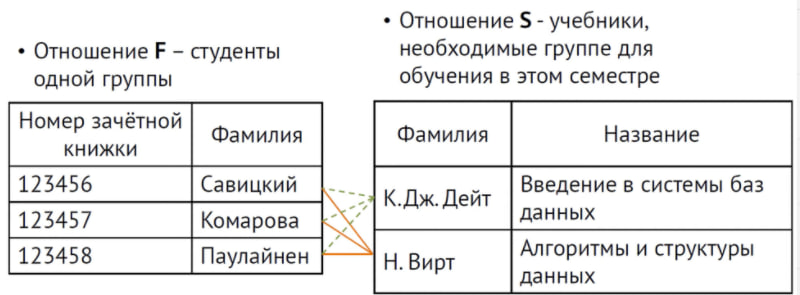 • Отношение F – студенты
одной группы
Номер зачётной
книжки
Фамилия
123456
Савицкий
123457
Комарова
123458
Паулайнен
• Отношение S - учебники,
необходимые группе для
обучения в этом семестре
Фамилия
Название
К.Дж. Дейт
Введение в системы баз
данных
Н. Вирт
Алгоритмы и структуры
данных